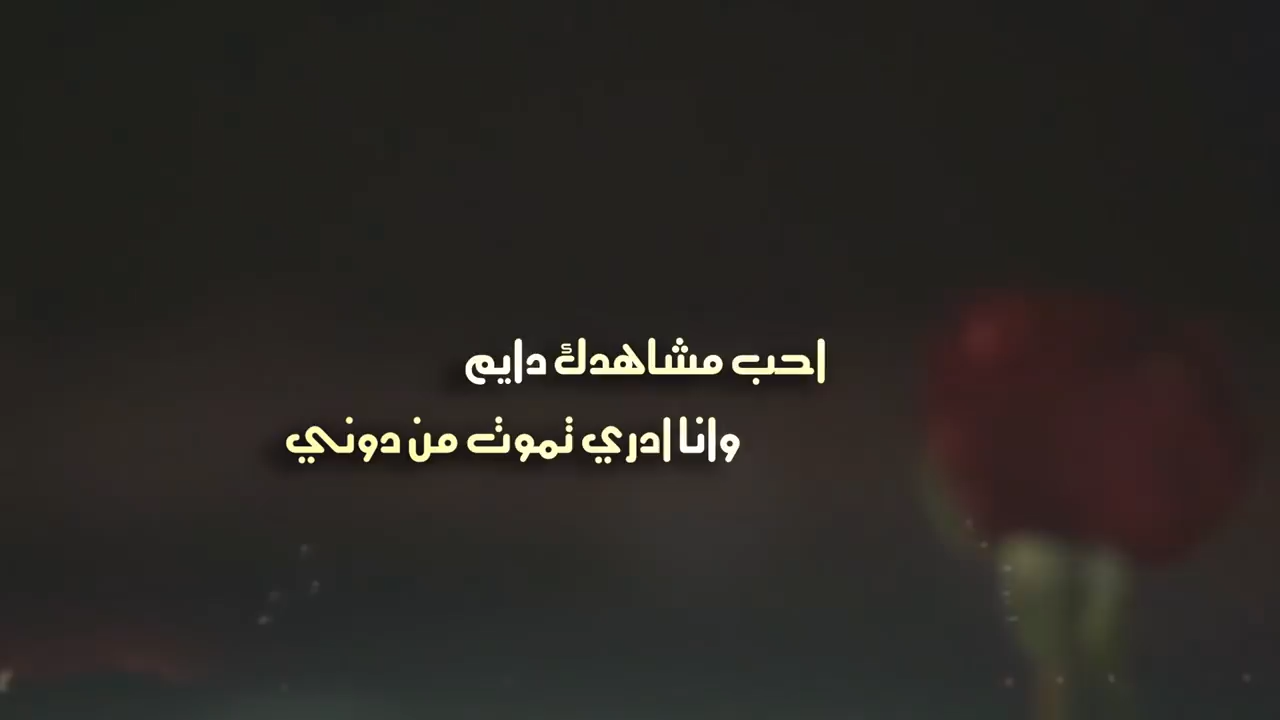 احب مشاهدك دايم
وانا ادري تموت من دوني